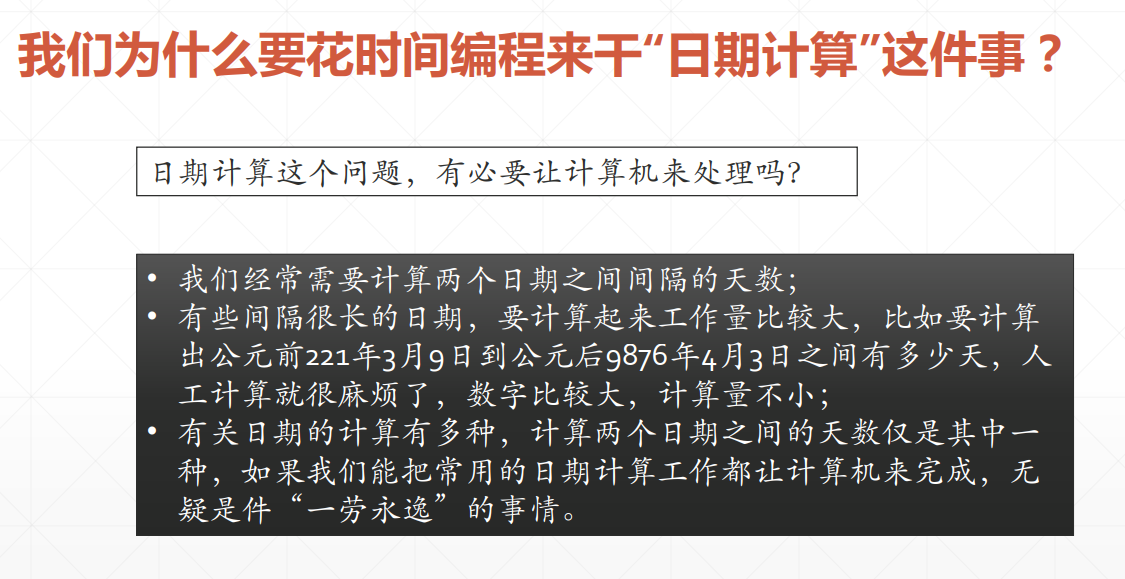 我们为什么要花时间编程来干“日期计算”这件事？
日期计算这个问题，有必要让计算机来处理吗？
• 我们经常需要计算两个日期之间间隔的天数；
• 有些间隔很长的日期，要计算起来工作量比较大，比如要计算
出公元前221年3月9日到公元后9876年4月3日之间有多少天，人
工计算就很麻烦了，数字比较大，计算量不小；
• 有关日期的计算有多种，计算两个日期之间的天数仅是其中一
种，如果我们能把常用的日期计算工作都让计算机来完成，无
疑是件“一劳永逸”的事情。